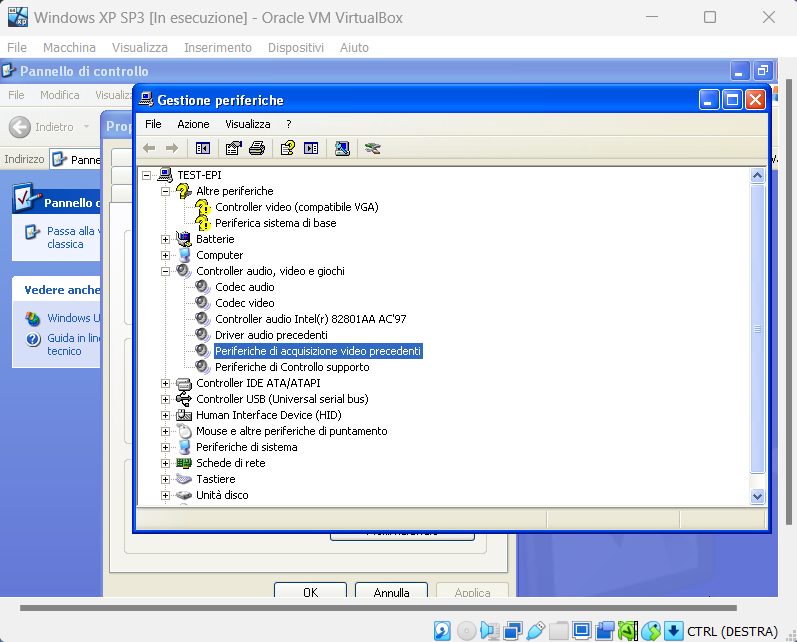 Windows XP SP3 [In esecuzione] - Oracle VM VirtualBox
File Macchina Visualizza Inserimento Dispositivi Aiuto
Pannello di controllo
File Modifica
Gestione periferiche
Indietro
File Azione Visualizza ?
Indirizzo
TEST-EPI
Altre periferiche
Controller video (compatibile VGA)
Periferica sistema di base
Batterie
Computer
Controller audio, video e giochi
Codec audio
Codec video
Controller audio Intel(r) 82801AA AC'97
Driver audio precedenti
Periferiche di acquisizione video precedenti
Periferiche di Controllo supporto
Controller IDE ATA/ATAPI
Controller USB (Universal serial bus)
Human Interface Device (HID)
Mouse e altre periferiche di puntamento
Periferiche di sistema
Schede di rete
Tastiere
Unità disco
Passa alla
classica
Vedere anche
Windows U
Guida in
tecnico
OK Annulla Applica
CTRL (DESTRA)